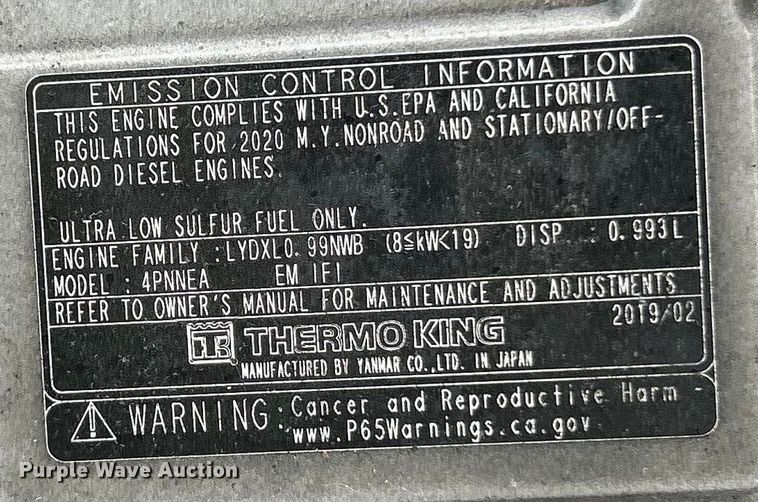 EMISSION CONTROL INFORMATION
THIS ENGINE COMPLIES WITH U.S.EPA AND CALIFORNIA
REGULATIONS FOR 2020 M.Y.NONROAD AND STATIONARY/OFF-
ROAD DIESEL ENGINES.
ULTRA LOW SULFUR FUEL ONLY.
ENGINE FAMILY :LYDXL0.99NWB (8≦kW<19) DISP.:0.993L
MODEL : 4PNNEA EM IFI
REFER TO OWNER'S MANUAL FOR MAINTENANCE AND ADJUSTMENTS
2019/02
TK THERMO KING
MANUFACTURED BY YANMAR CO.,LTD. IN JAPAN
WARNING: Cancer and Reproductive Harm -
www.P65Warnings.ca.gov
Purple Wave Auction